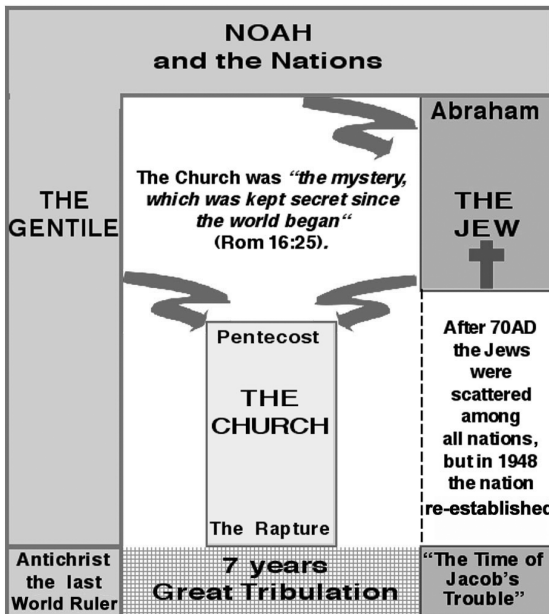 NOAH
and the Nations
Abraham
The Church was “the mystery,
which was kept secret since
the world began“
(Rom 16:25).
THE
GENTILE
THE
JEW
Pentecost
THE
CHURCH
The Rapture
After 70AD
the Jews
were
scattered
among
all nations,
but in 1948
the nation
re-established
Antichrist
the last
World Ruler
7 years
Great Tribulation
“The Time of
Jacob’s
Trouble”